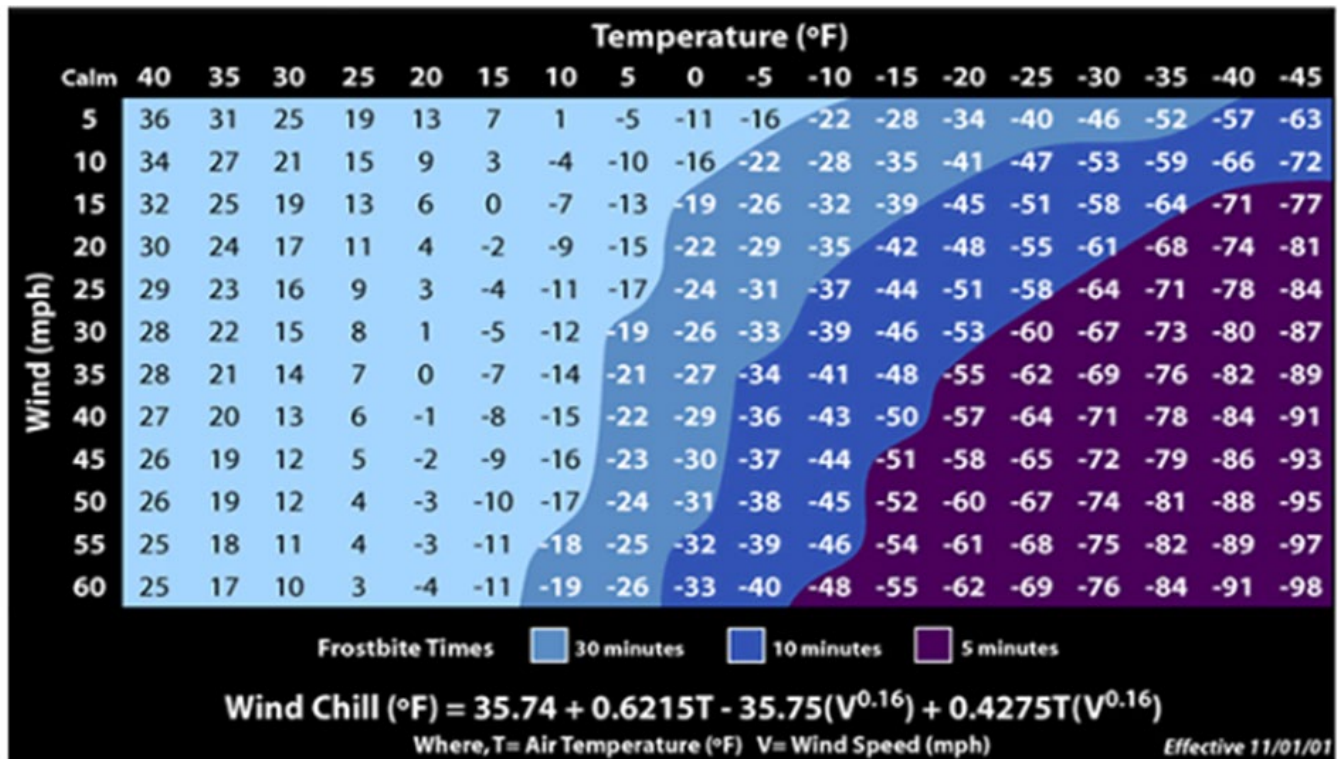 Temperature (ºF)
Calm 40 35 30 25 20 15 10 5 0 -5 -10 -15 -20 -25 -30 -35 -40 -45
5 36 31 25 19 13 7 1 -5 -11 -16 -22 -28 -34 -40 -46 -52 -57 -63
10 34 27 21 15 9 3 -4 -10 -16 -22 -28 -35 -41 -47 -53 -59 -66 -72
15 32 25 19 13 6 0 -7 -13 -19 -26 -32 -39 -45 -51 -58 -64 -71 -77
20 30 24 17 11 4 -2 -9 -15 -22 -29 -35 -42 -48 -55 -61 -68 -74 -81
25 29 23 16 9 3 -4 -11 -17 -24 -31 -37 -44 -51 -58 -64 -71 -78 -84
30 28 22 15 8 1 -5 -12 -19 -26 -33 -39 -46 -53 -60 -67 -73 -80 -87
35 28 21 14 7 0 -7 -14 -21 -27 -34 -41 -48 -55 -62 -69 -76 -82 -89
40 27 20 13 6 -1 -8 -15 -22 -29 -36 -43 -50 -57 -64 -71 -78 -84 -91
45 26 19 12 5 -2 -9 -16 -23 -30 -37 -44 -51 -58 -65 -72 -79 -86 -93
50 26 19 12 4 -3 -10 -17 -24 -31 -38 -45 -52 -60 -67 -74 -81 -88 -95
55 25 18 11 4 -3 -11 -18 -25 -32 -39 -46 -54 -61 -68 -75 -82 -89 -97
60 25 17 10 3 -4 -11 -19 -26 -33 -40 -48 -55 -62 -69 -76 -84 -91 -98
Wind (mph)
Frostbite Times 30 minutes 10 minutes 5 minutes
Wind Chill (ºF) = 35.74 + 0.6215T - 35.75(V^0.16) + 0.4275T(V^0.16)
Where, T= Air Temperature (ºF) V= Wind Speed (mph) Effective 11/01/01